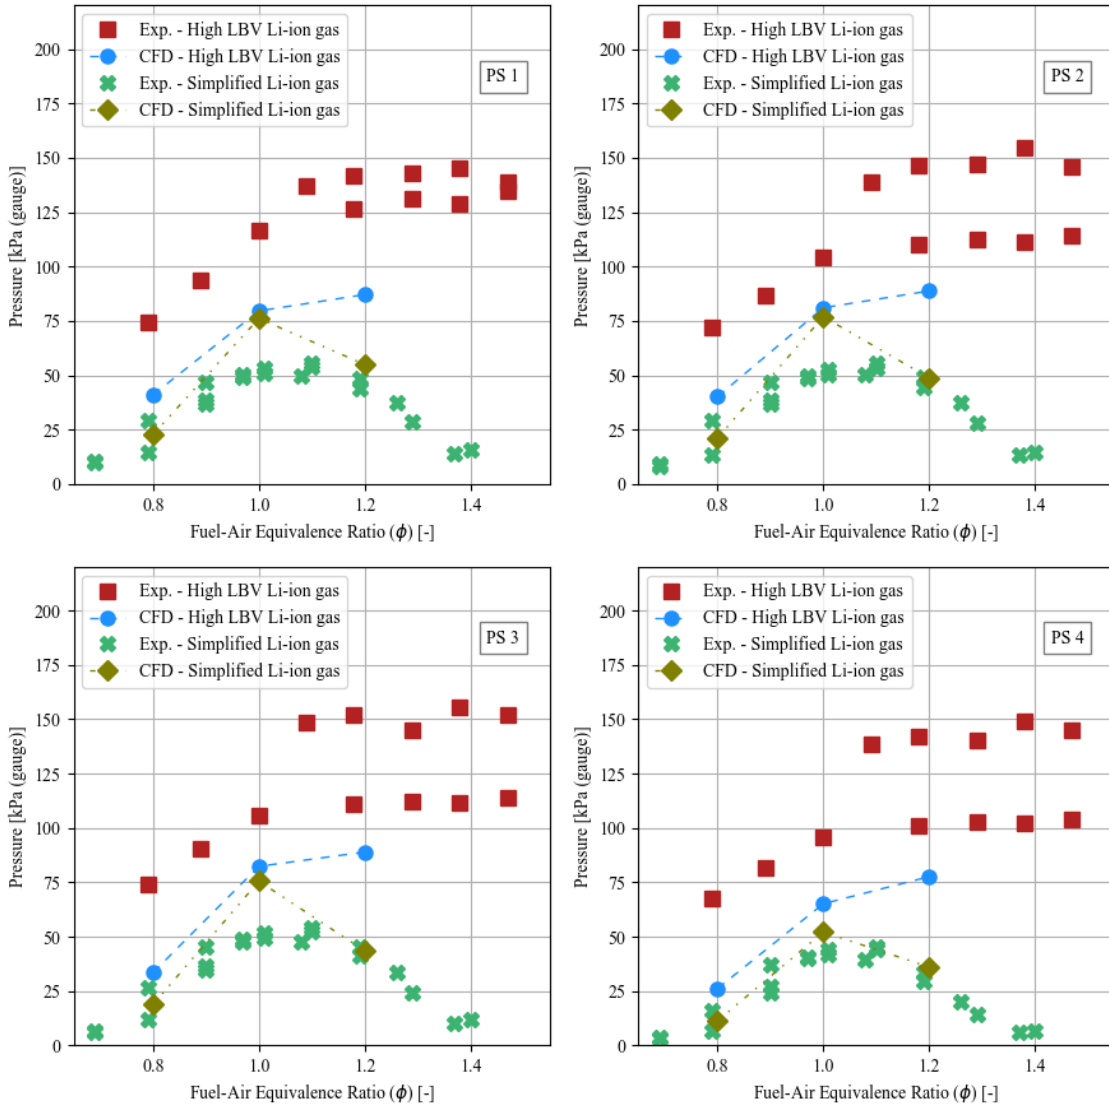 Exp. - High LBV Li-ion gas
CFD - High LBV Li-ion gas
Exp. - Simplified Li-ion gas
CFD - Simplified Li-ion gas
PS 1
200
175
150
125
100
75
50
25
0
Pressure [kPa (gauge)]
0.8 1.0 1.2 1.4
Fuel-Air Equivalence Ratio (ϕ) [-]
Exp. - High LBV Li-ion gas
CFD - High LBV Li-ion gas
Exp. - Simplified Li-ion gas
CFD - Simplified Li-ion gas
PS 2
200
175
150
125
100
75
50
25
0
Pressure [kPa (gauge)]
0.8 1.0 1.2 1.4
Fuel-Air Equivalence Ratio (ϕ) [-]
Exp. - High LBV Li-ion gas
CFD - High LBV Li-ion gas
Exp. - Simplified Li-ion gas
CFD - Simplified Li-ion gas
PS 3
200
175
150
125
100
75
50
25
0
Pressure [kPa (gauge)]
0.8 1.0 1.2 1.4
Fuel-Air Equivalence Ratio (ϕ) [-]
Exp. - High LBV Li-ion gas
CFD - High LBV Li-ion gas
Exp. - Simplified Li-ion gas
CFD - Simplified Li-ion gas
PS 4
200
175
150
125
100
75
50
25
0
Pressure [kPa (gauge)]
0.8 1.0 1.2 1.4
Fuel-Air Equivalence Ratio (ϕ) [-]